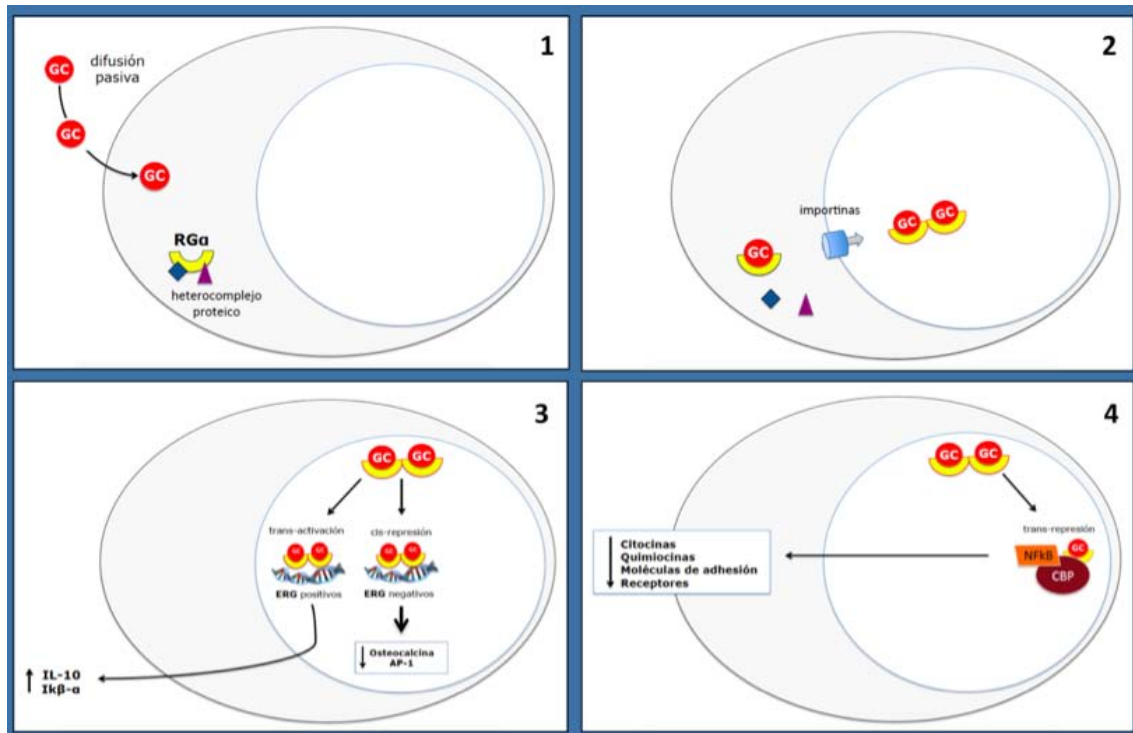 1
difusión
pasiva
GC
GC
GC
RGα
heterocomplejo
proteico
2
importinas
GC
GC
GC
3
GC
GC
trans-activación
cis-represión
GC
GC
GC
GC
ERG positivos
ERG negativos
Osteocalcina
AP-1
IL-10
Ikβ-α
4
GC
GC
trans-represión
Citocinas
Quimiocinas
Moléculas de adhesión
Receptores
NFkB
GC
CBP